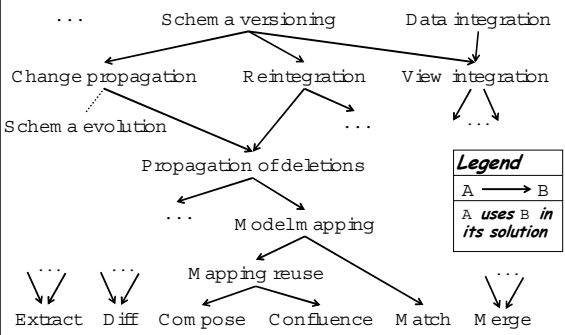 ... Schema versioning Data integration
Change propagation Reintegration View integration
Schema evolution ... ...
Propagation of deletions
Legend
A B
A uses B in
its solution
...
Model mapping
... ... Mapping reuse ...
Extract Diff Compose Confluence Match Merge